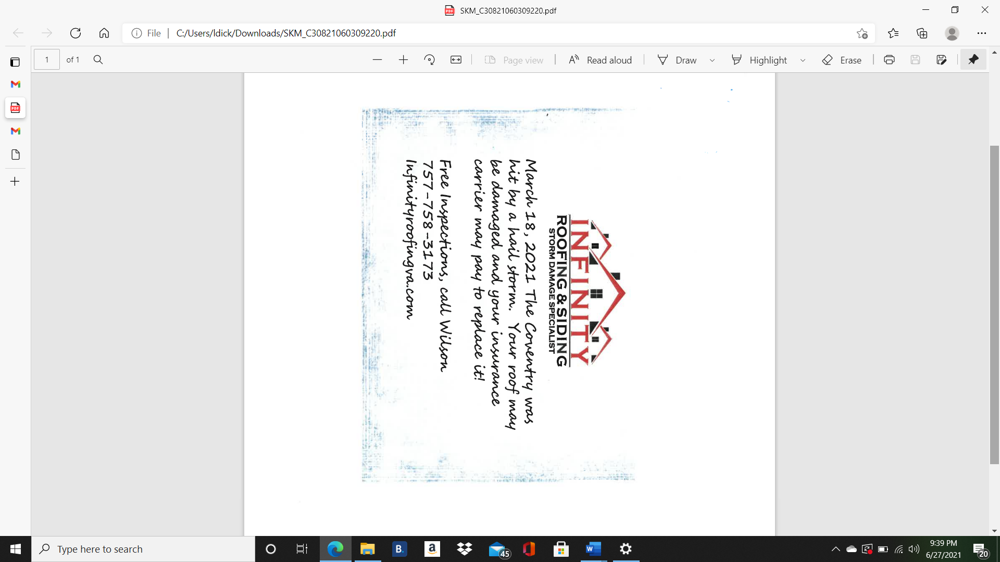 SKM_C30821060309220.pdf
File
C:/Users/ldick/Downloads/SKM_C30821060309220.pdf
1 of 1
Page view
Read aloud
Draw
Highlight
Erase
INFINITY
ROOFING & SIDING
STORM DAMAGE SPECIALIST
March 18, 2021 The Coventry was
hit by a hail storm. Your roof may
be damaged and your insurance
carrier may pay to replace it!
Free Inspections, call Wilson
757-758-3173
Infinityroofingva.com
Type here to search
B.
a
45
W
9:39 PM
6/27/2021
20